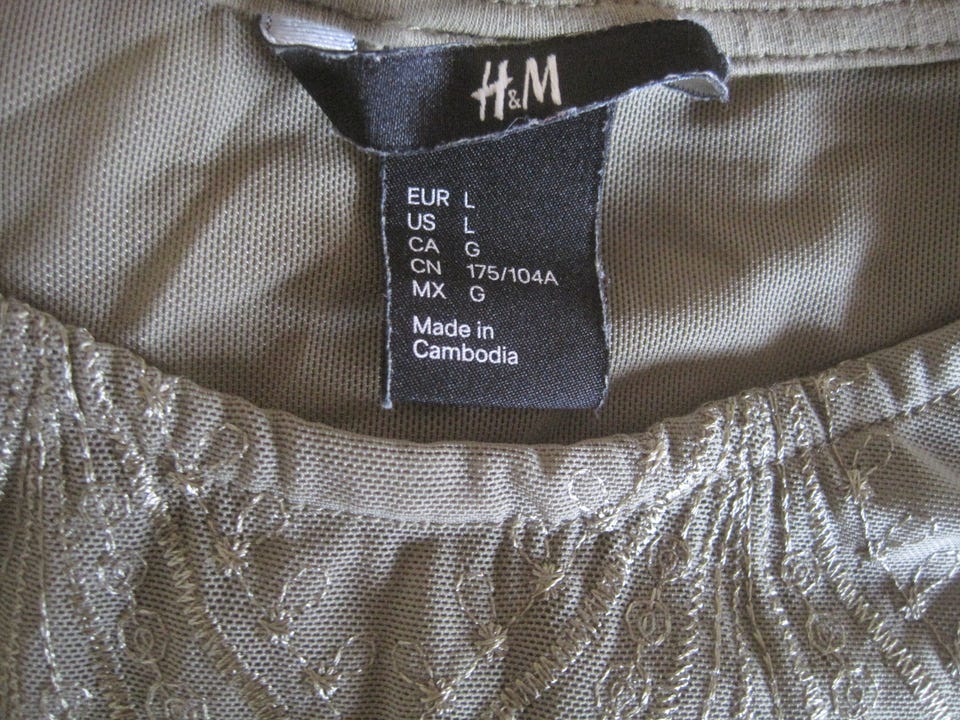 H&M
EUR L
US L
CA G
CN 175/104A
MX G
Made in
Cambodia